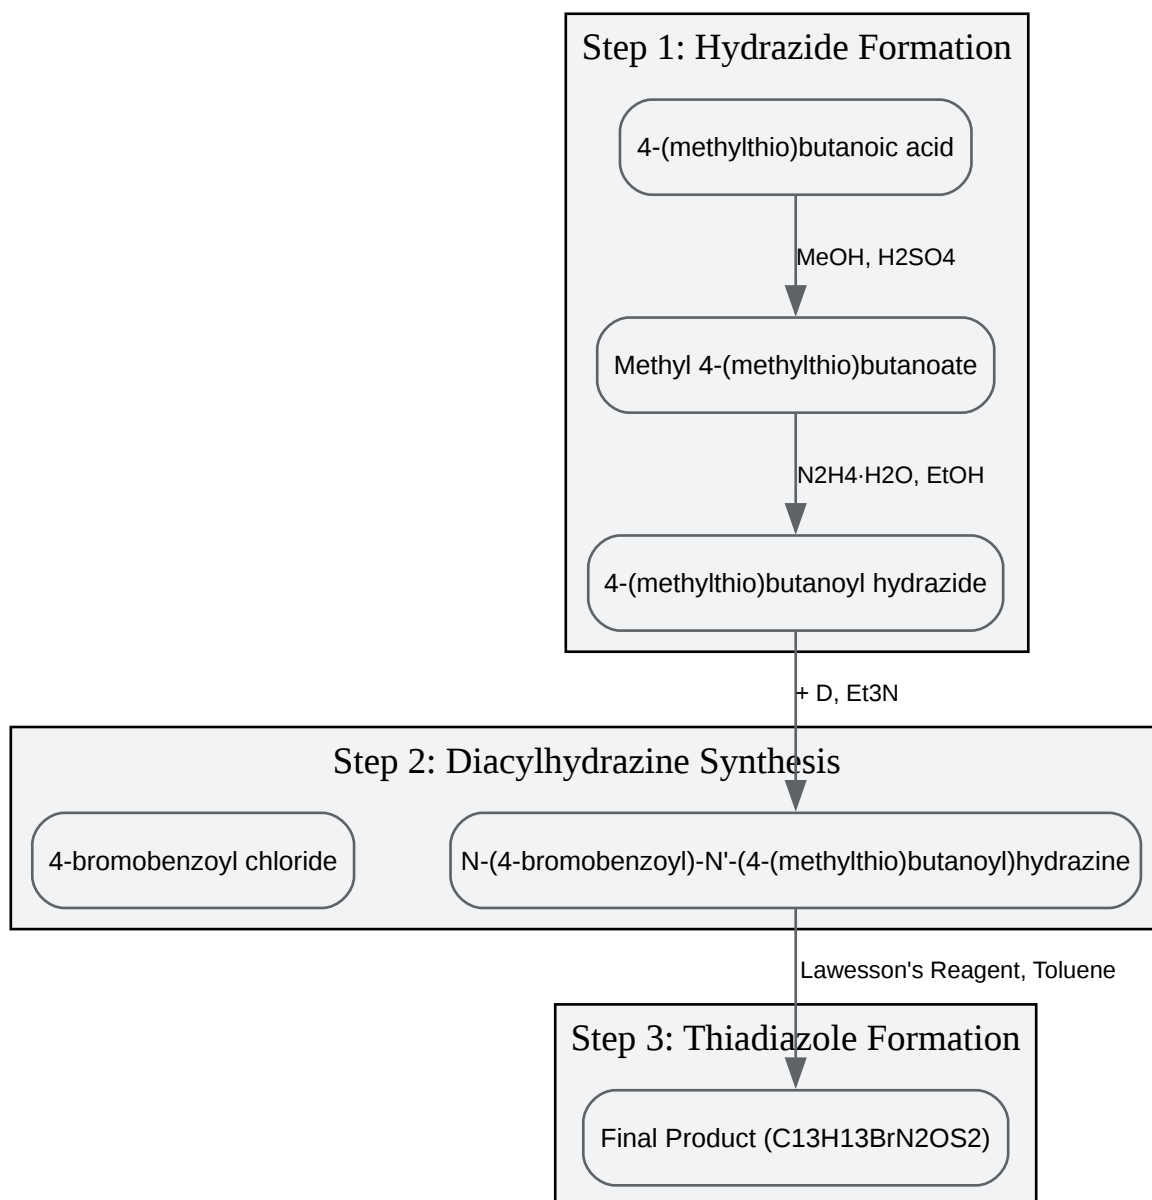 Step 1: Hydrazide Formation
4-(methylthio)butanoic acid
MeOH, H2SO4
Methyl 4-(methylthio)butanoate
N2H4·H2O, EtOH
4-(methylthio)butanoyl hydrazide
+ D, Et3N
Step 2: Diacylhydrazine Synthesis
4-bromobenzoyl chloride
N-(4-bromobenzoyl)-N'-(4-(methylthio)butanoyl)hydrazine
Lawesson's Reagent, Toluene
Step 3: Thiadiazole Formation
Final Product (C13H13BrN2OS2)